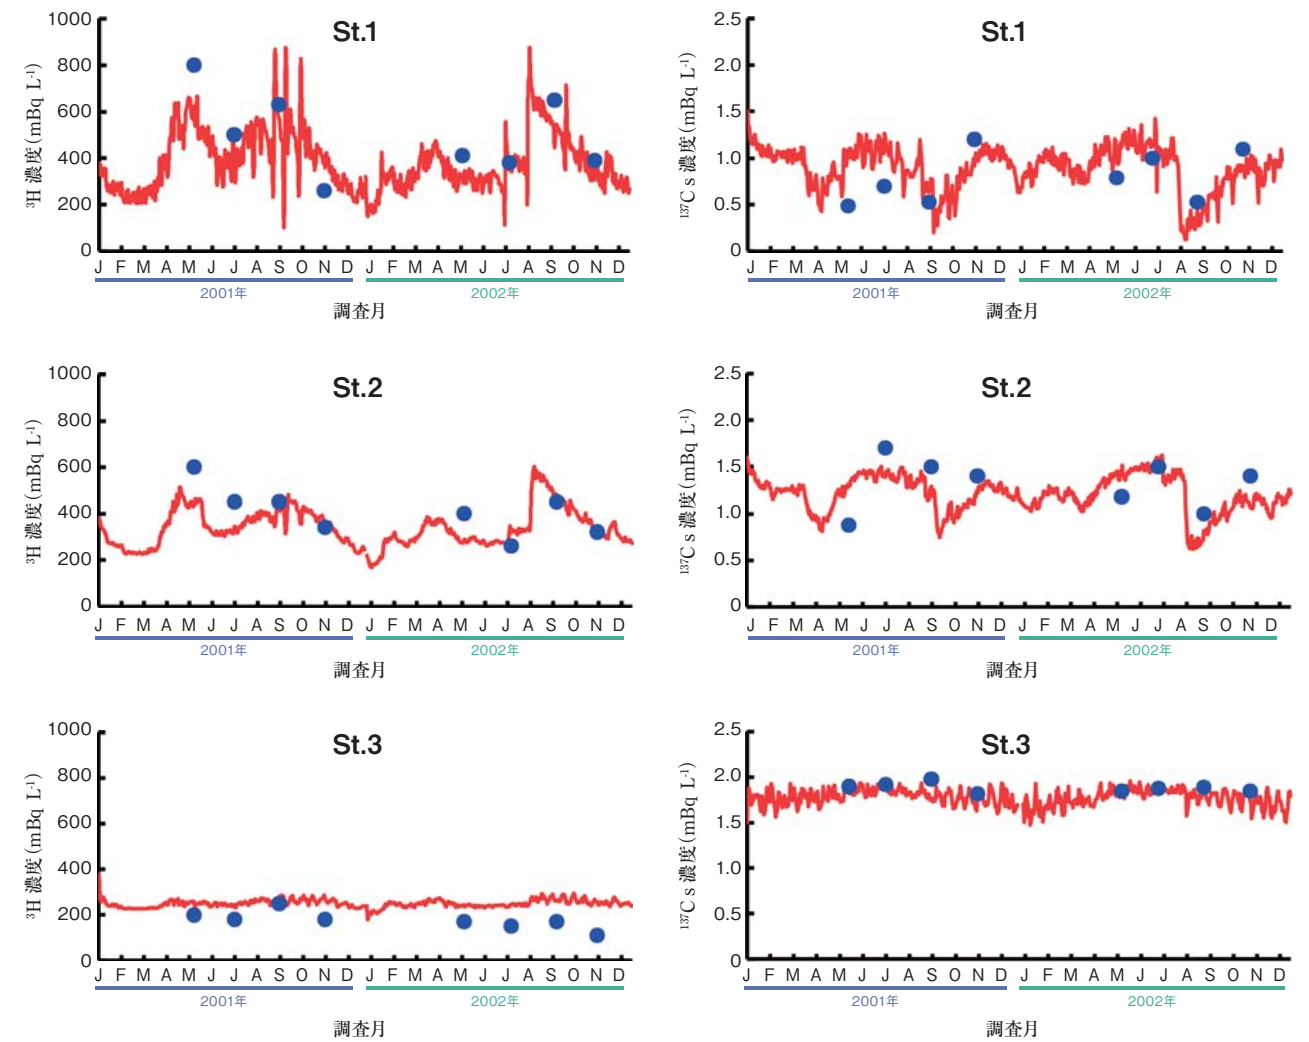 St.1
³H 濃度(mBq L⁻¹)
1000
800
600
400
200
0
J F M A M J J A S O N D J F M A M J J A S O N D
2001年 2002年
調査月
St.1
¹³⁷C s 濃度(mBq L⁻¹)
2.5
2.0
1.5
1.0
0.5
0
J F M A M J J A S O N D J F M A M J J A S O N D
2001年 2002年
調査月
St.2
³H 濃度(mBq L⁻¹)
1000
800
600
400
200
0
J F M A M J J A S O N D J F M A M J J A S O N D
2001年 2002年
調査月
St.2
¹³⁷C s 濃度(mBq L⁻¹)
2.5
2.0
1.5
1.0
0.5
0
J F M A M J J A S O N D J F M A M J J A S O N D
2001年 2002年
調査月
St.3
³H 濃度(mBq L⁻¹)
1000
800
600
400
200
0
J F M A M J J A S O N D J F M A M J J A S O N D
2001年 2002年
調査月
St.3
¹³⁷C s 濃度(mBq L⁻¹)
2.5
2.0
1.5
1.0
0.5
0
J F M A M J J A S O N D J F M A M J J A S O N D
2001年 2002年
調査月